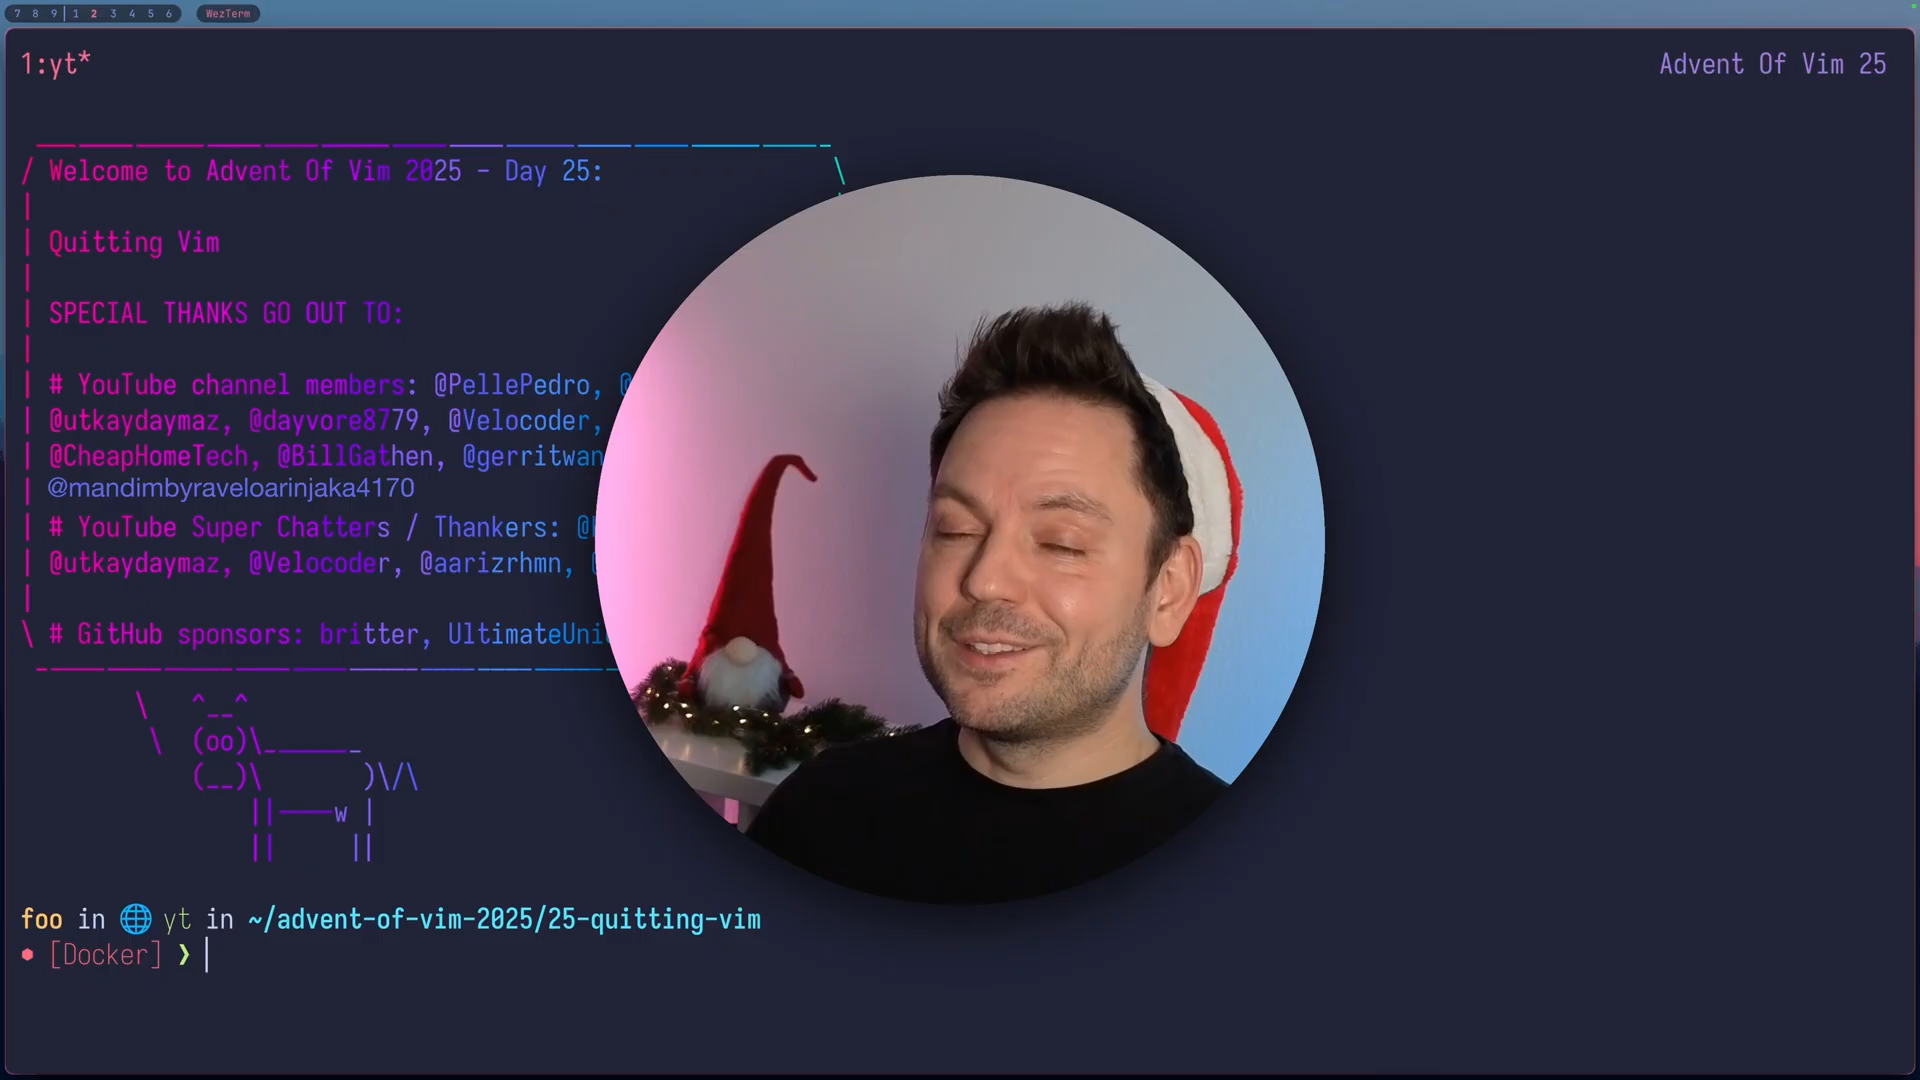 7 8 9 | 1 2 3 4 5 6 WezTerm
1:yt*
Advent Of Vim 25
Welcome to Advent Of Vim 2025 - Day 25:
Quitting Vim
SPECIAL THANKS GO OUT TO:
# YouTube channel members: @PellePedro, @
@utkaydaymaz, @dayvore8779, @Velocoder,
@CheapHomeTech, @BillGathen, @gerritwan
@mandimbyraveloarinjaka4170
# YouTube Super Chatters / Thankers: @
@utkaydaymaz, @Velocoder, @aarizrhmn,
# GitHub sponsors: britter, UltimateUni
foo in 🌐 yt in ~/advent-of-vim-2025/25-quitting-vim
[Docker] ❯